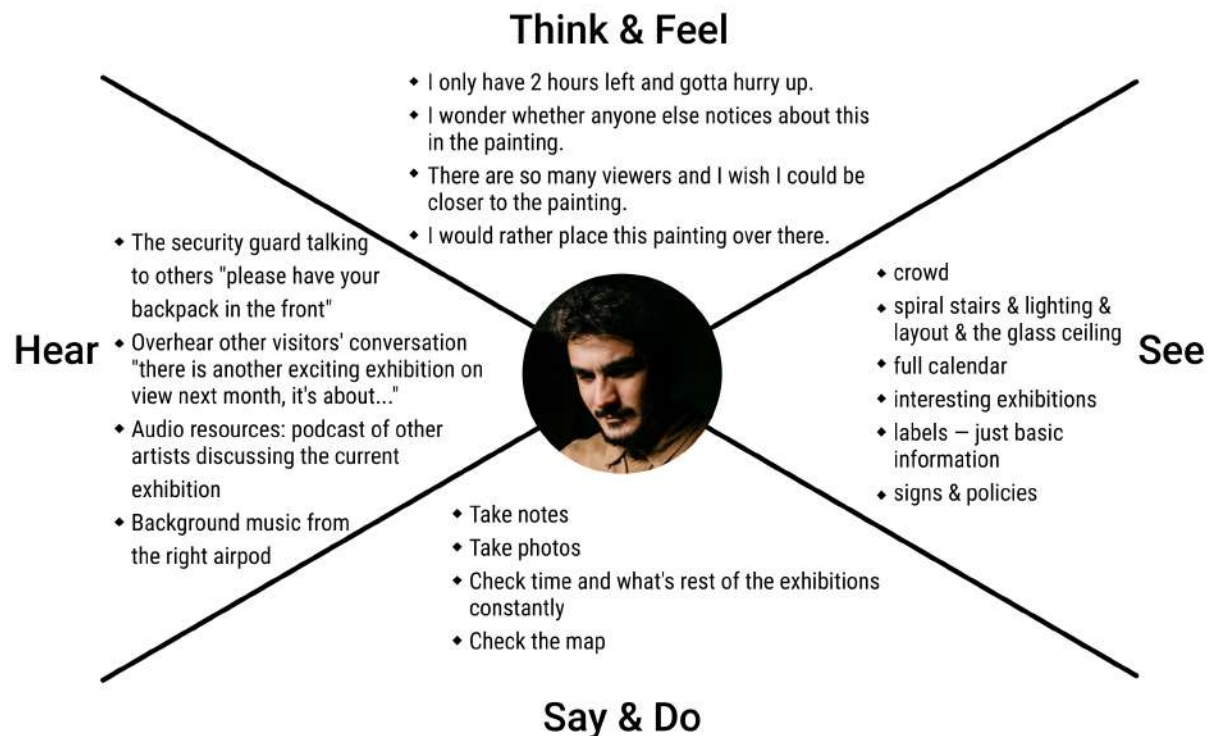 Think & Feel
◆ I only have 2 hours left and gotta hurry up.
◆ I wonder whether anyone else notices about this
in the painting.
◆ There are so many viewers and I wish I could be
closer to the painting.
◆ I would rather place this painting over there.
Hear
◆ The security guard talking
to others "please have your
backpack in the front"
◆ Overhear other visitors' conversation
"there is another exciting exhibition on
view next month, it's about..."
◆ Audio resources: podcast of other
artists discussing the current
exhibition
◆ Background music from
the right airpod
See
◆ crowd
◆ spiral stairs & lighting &
layout & the glass ceiling
◆ full calendar
◆ interesting exhibitions
◆ labels — just basic
information
◆ signs & policies
◆ Take notes
◆ Take photos
◆ Check time and what's rest of the exhibitions
constantly
◆ Check the map
Say & Do